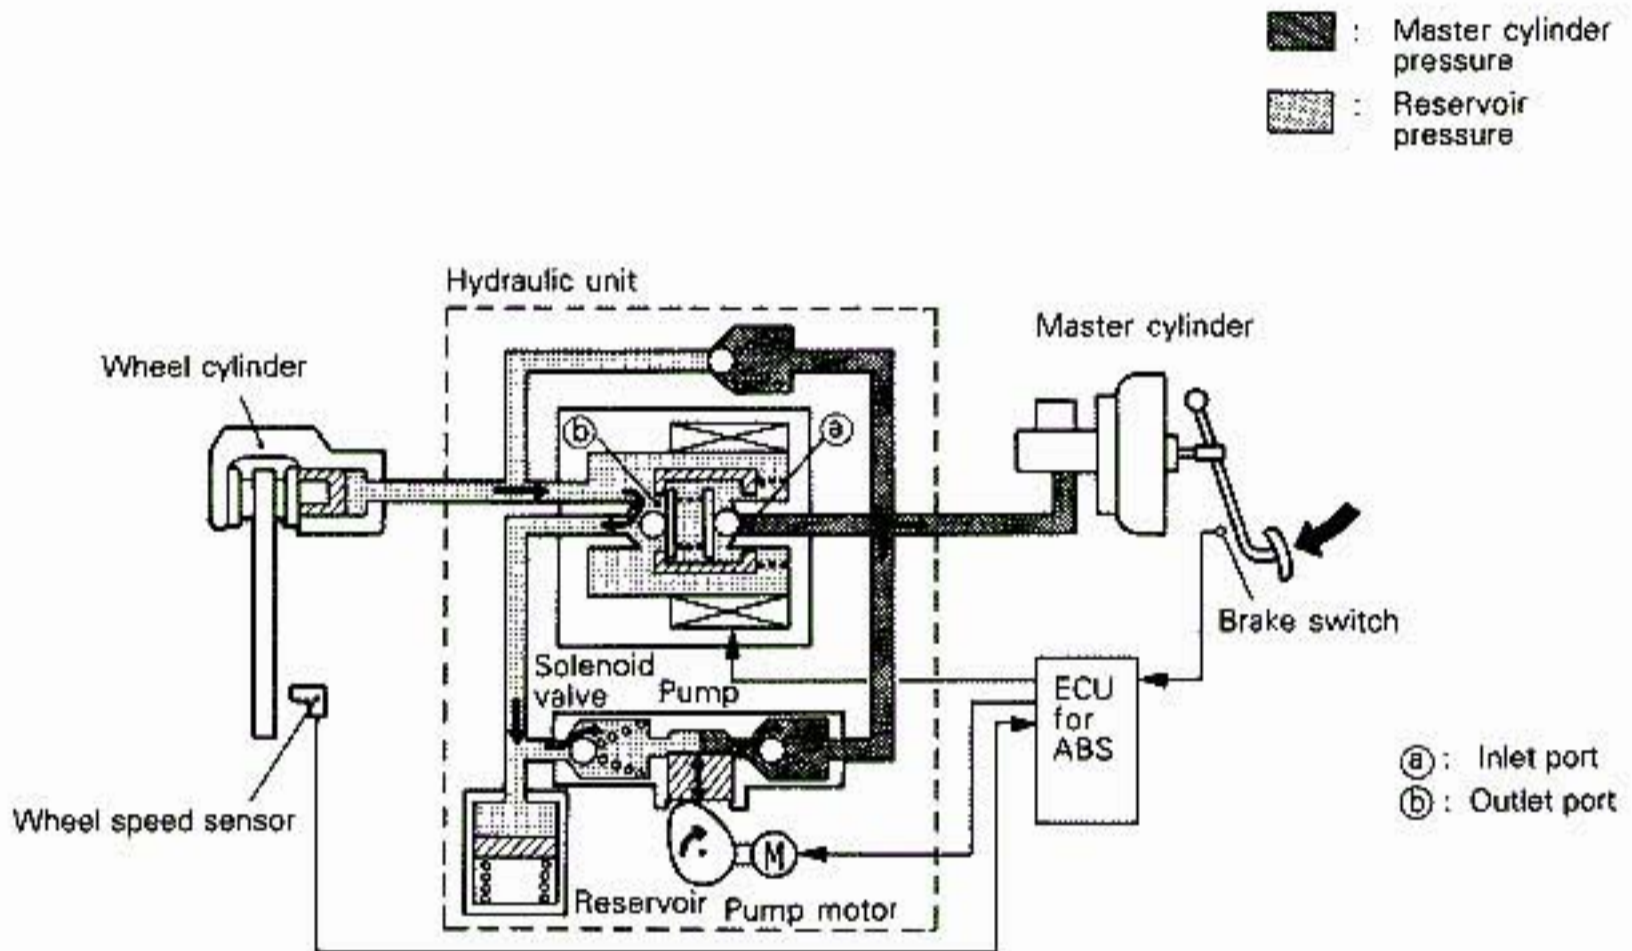 : Master cylinder
pressure
: Reservoir
pressure
Hydraulic unit
Master cylinder
Wheel cylinder
ⓑ
ⓐ
Brake switch
Solenoid
valve
Pump
ECU
for
ABS
ⓐ : Inlet port
ⓑ : Outlet port
Wheel speed sensor
M
Reservoir
Pump motor